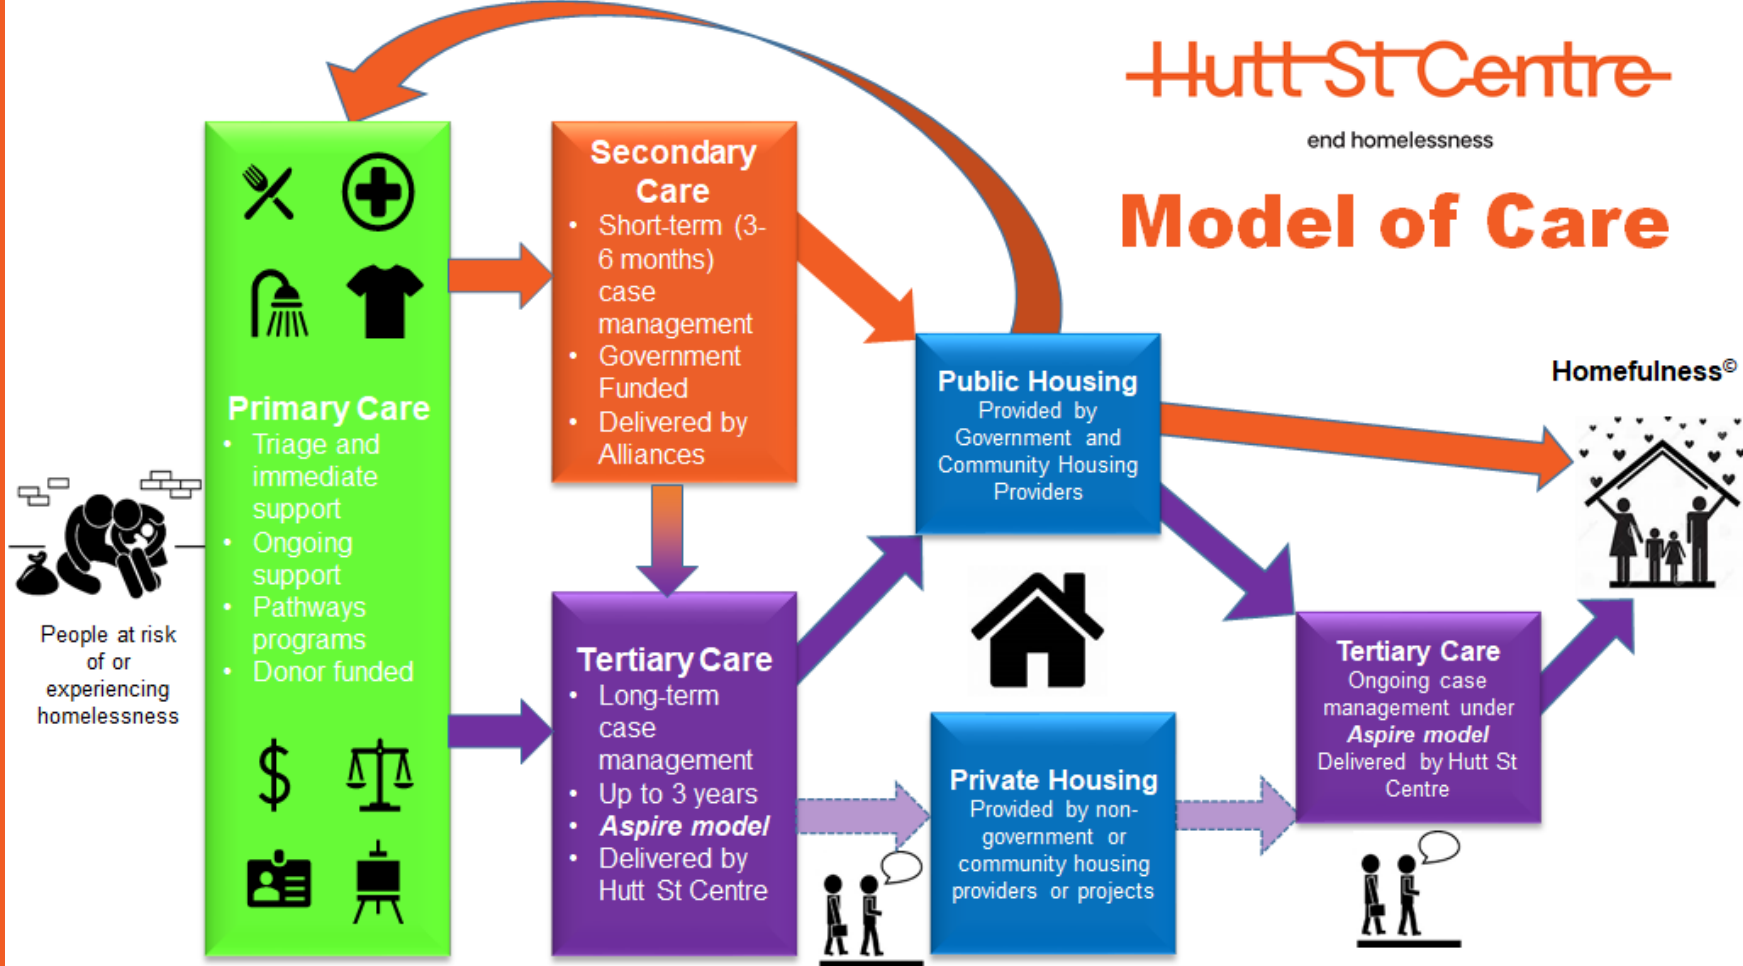 Hutt St Centre
end homelessness
Model of Care
People at risk
of or
experiencing
homelessness
Primary Care
• Triage and
immediate
support
• Ongoing
support
• Pathways
programs
• Donor funded
Secondary
Care
• Short-term (3-
6 months)
case
management
• Government
Funded
• Delivered by
Alliances
Tertiary Care
• Long-term
case
management
• Up to 3 years
• Aspire model
• Delivered by
Hutt St Centre
Public Housing
Provided by
Government and
Community Housing
Providers
Private Housing
Provided by non-
government or
community housing
providers or projects
Tertiary Care
Ongoing case
management under
Aspire model
Delivered by Hutt St
Centre
Homefulness©